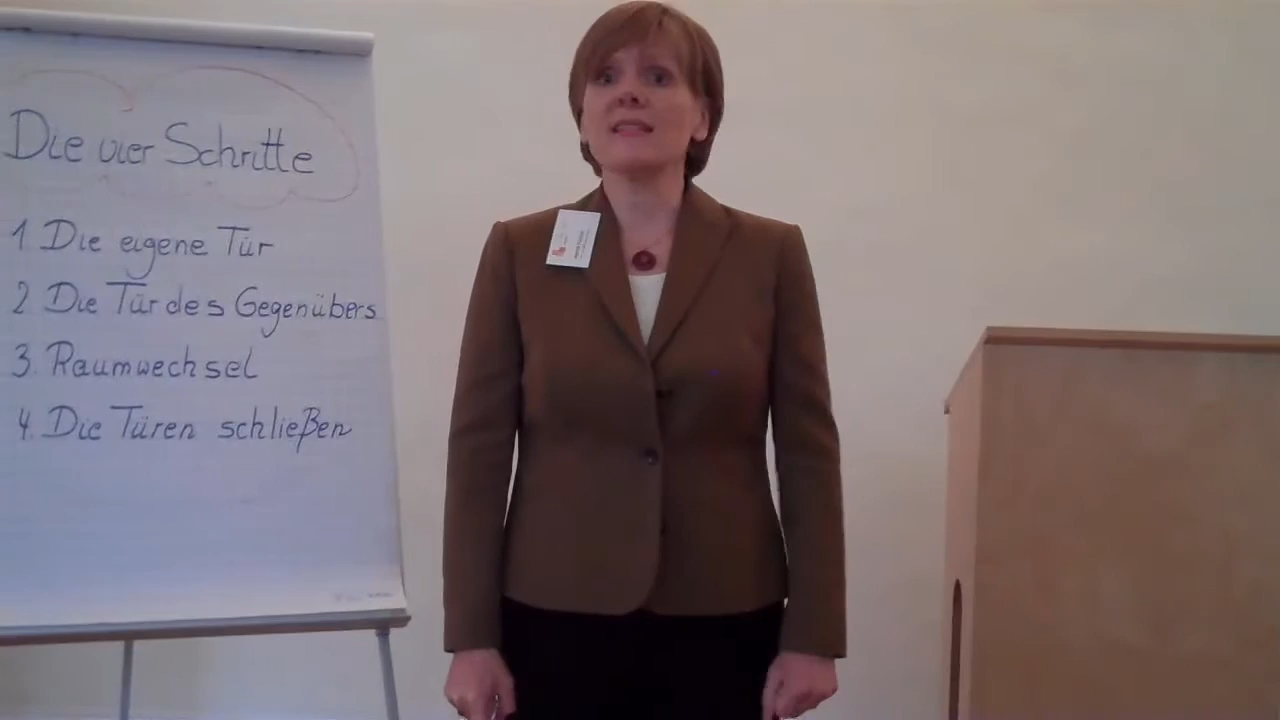 Die vier Schritte
1 Die eigene Tür
2 Die Tür des Gegenübers
3. Raumwechsel
4. Die Türen schließen